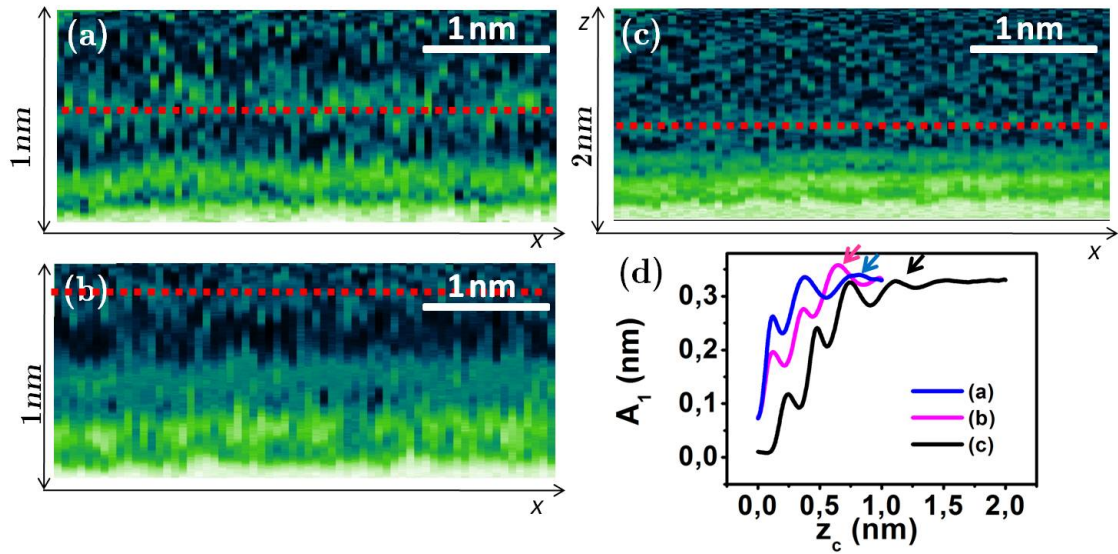 (a)
1nm
1nm
x
(c)
z
1nm
2nm
x
(b)
1nm
1nm
x
(d)
0,3
0,2
0,1
0,0
A1 (nm)
(a)
(b)
(c)
0,0 0,5 1,0 1,5 2,0
zc (nm)